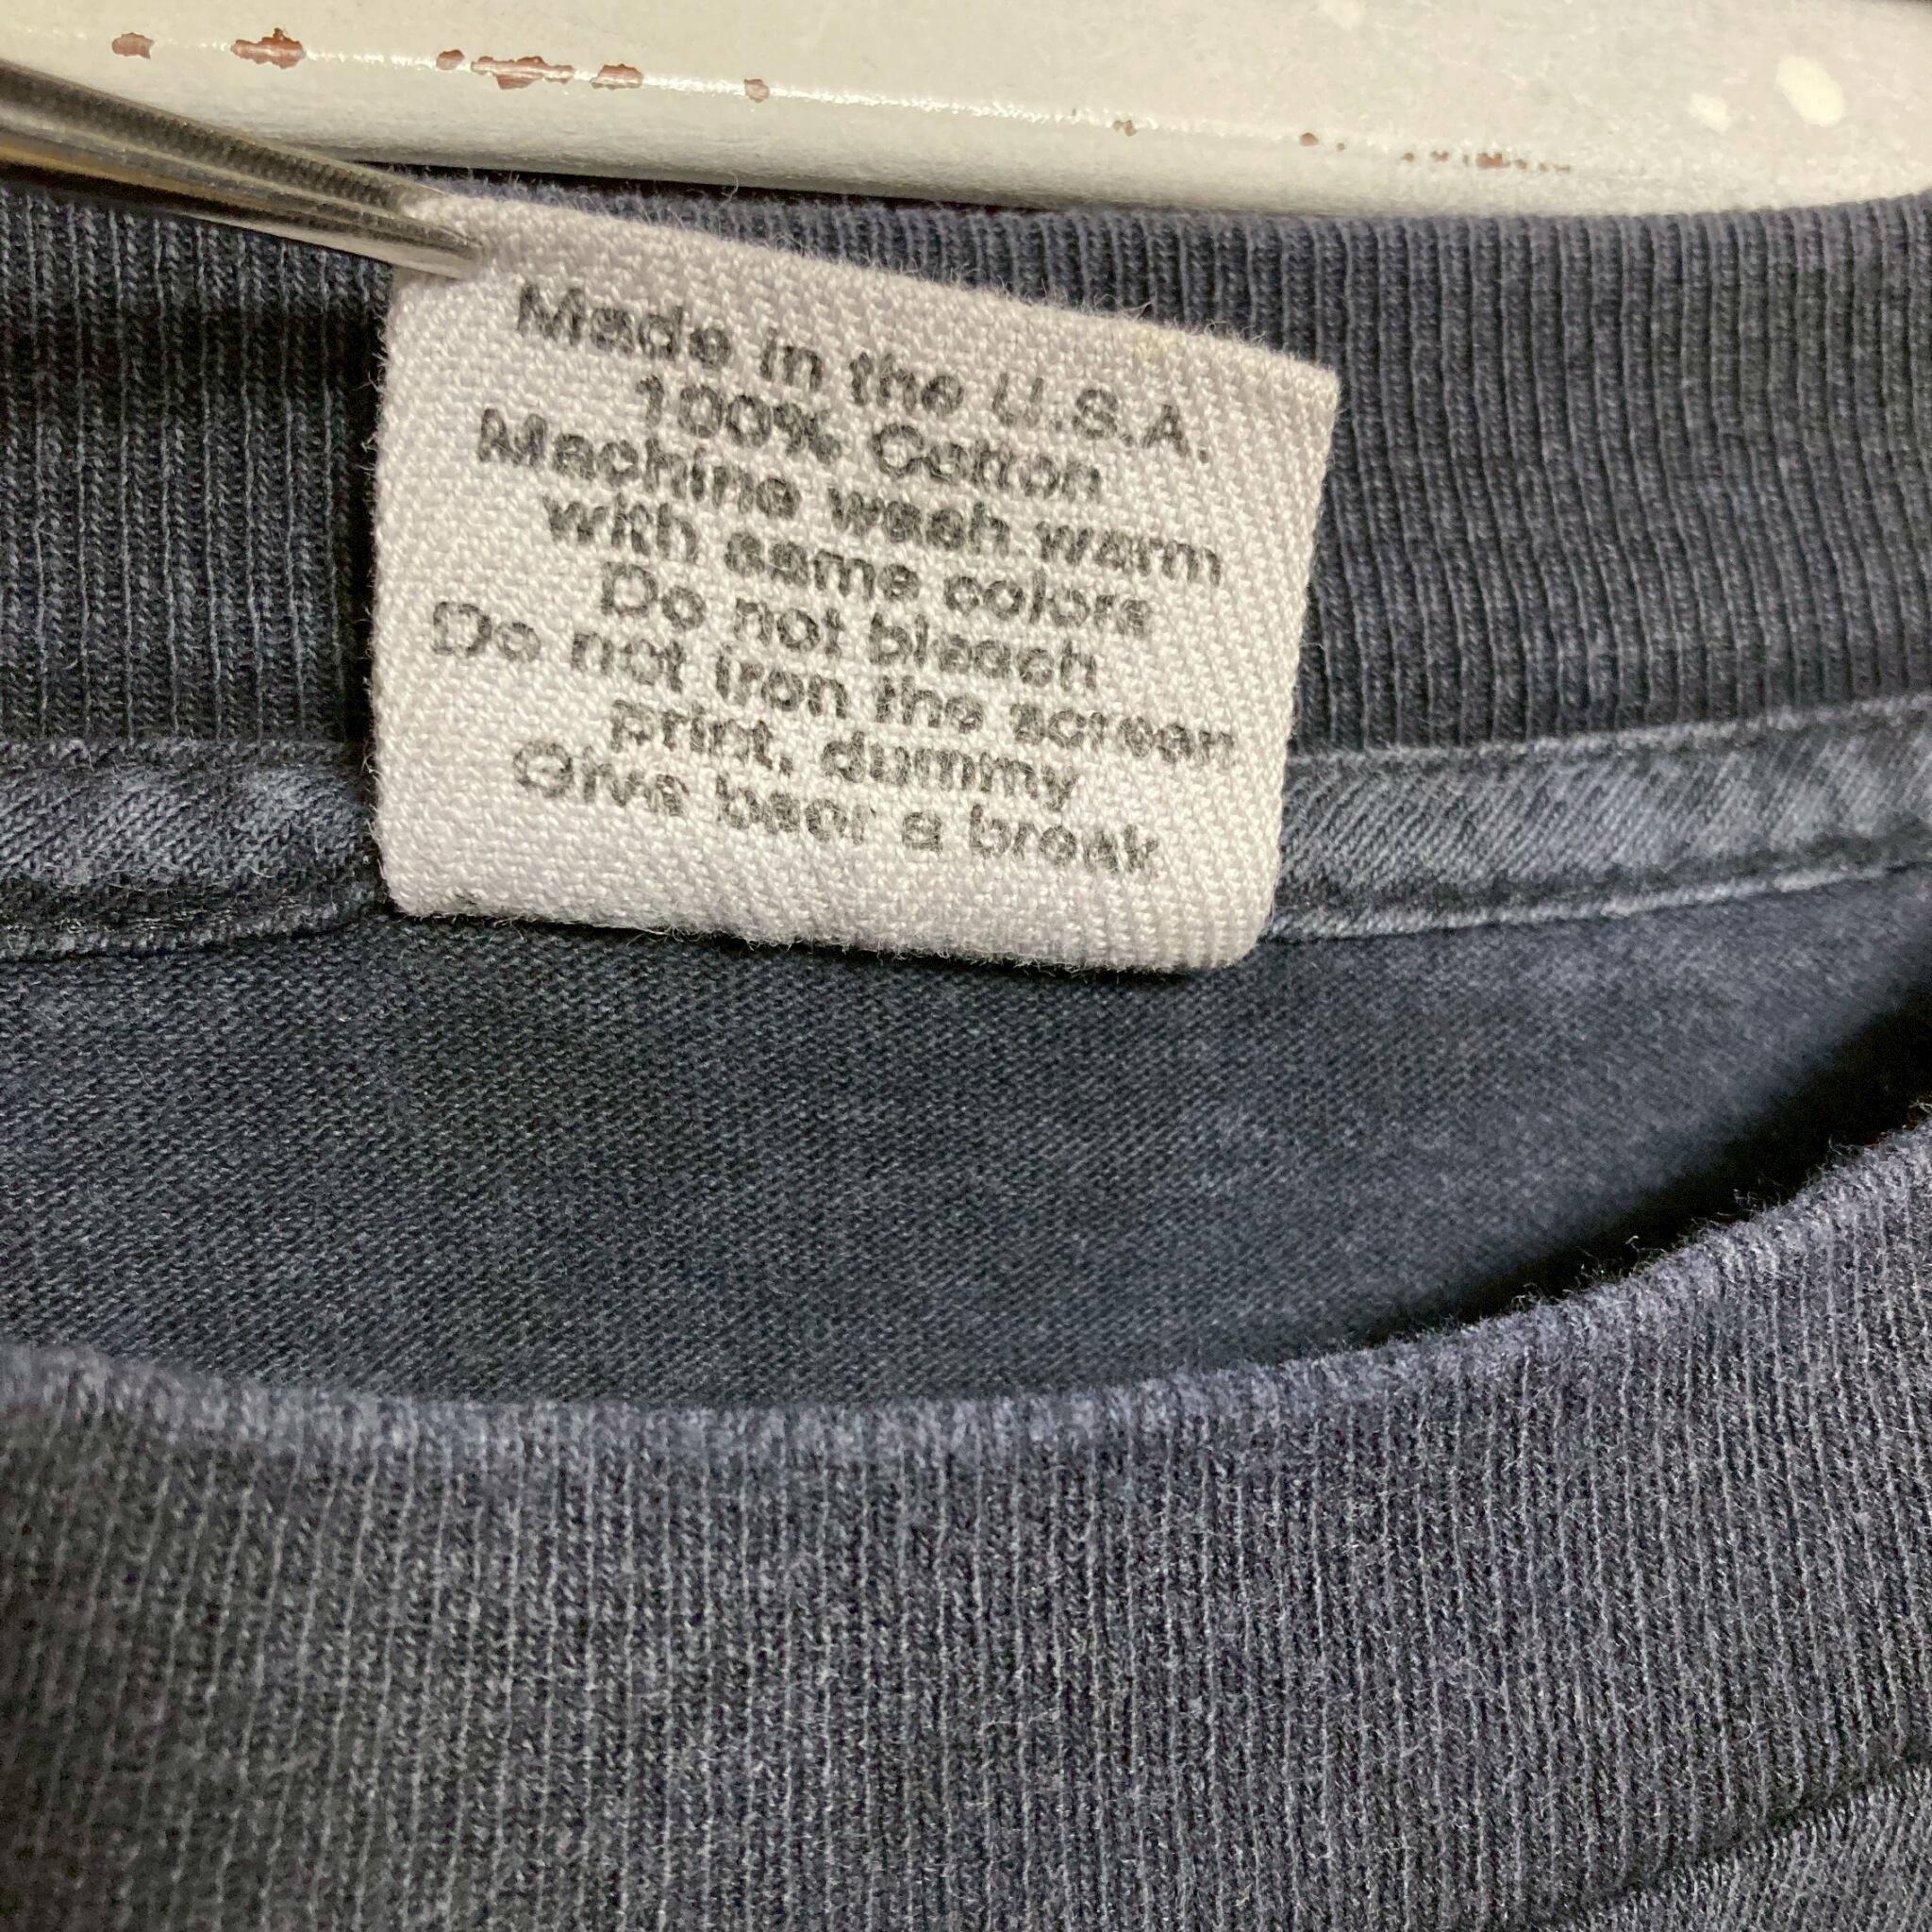 Made in the U.S.A.
100% Cotton
Machine wash warm
with same colors
Do not bleach
Do not iron the screen
print, dummy
Give beer a break